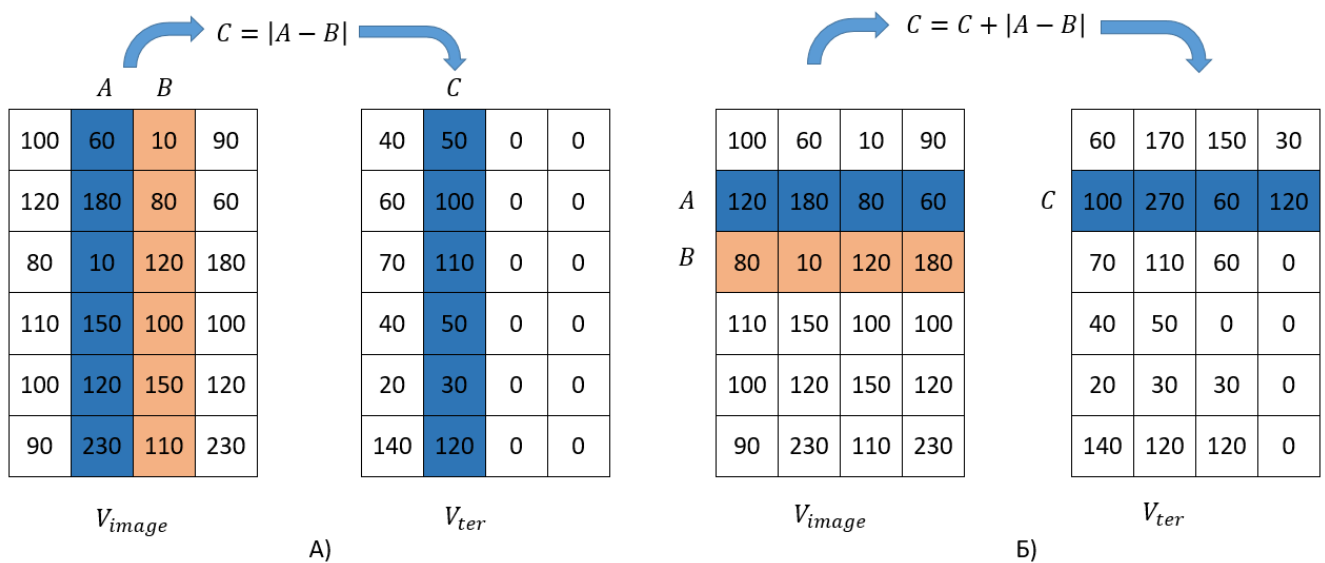 C = |A − B|
A B
C
100 60 10 90
120 180 80 60
80 10 120 180
110 150 100 100
100 120 150 120
90 230 110 230
V_image
40 50 0 0
60 100 0 0
70 110 0 0
40 50 0 0
20 30 0 0
140 120 0 0
V_ter
А)
C = C + |A − B|
A
B
100 60 10 90
120 180 80 60
80 10 120 180
110 150 100 100
100 120 150 120
90 230 110 230
V_image
C
60 170 150 30
100 270 60 120
70 110 60 0
40 50 0 0
20 30 30 0
140 120 120 0
V_ter
Б)